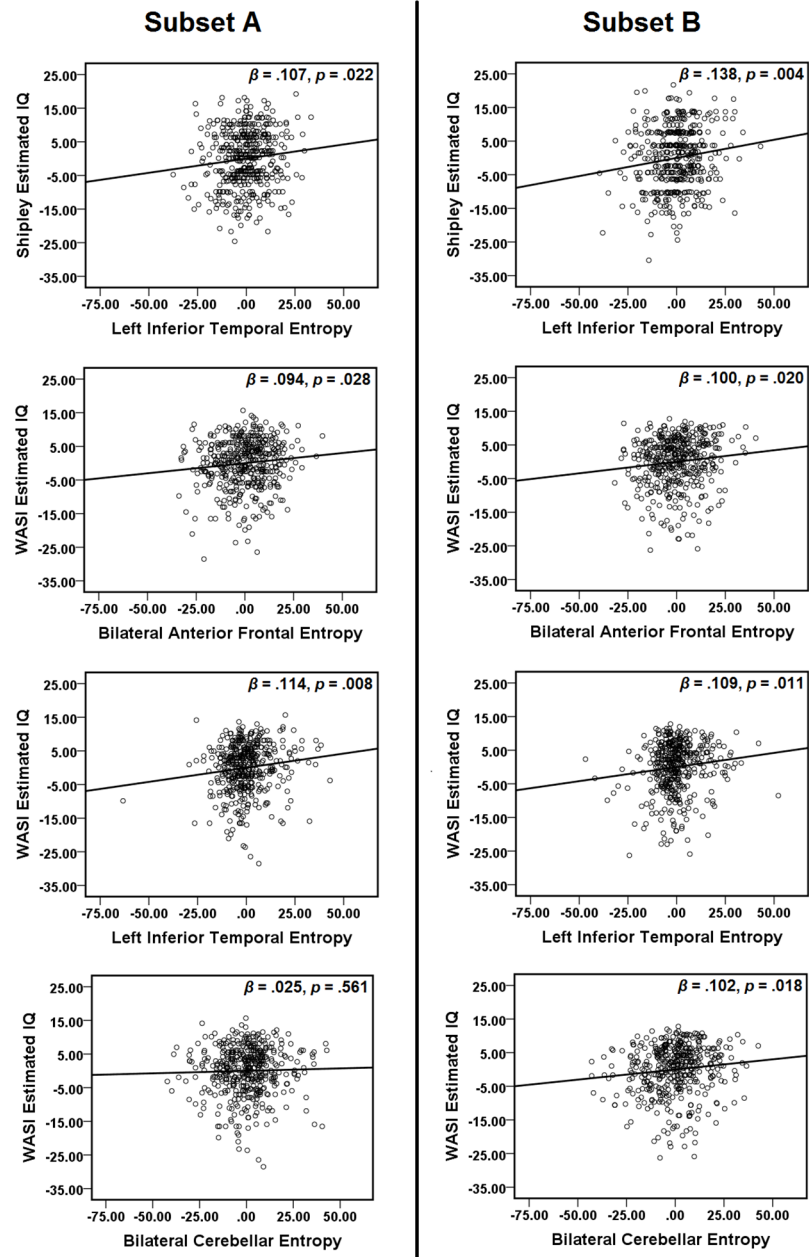 Subset A
Subset B
β = .107, p = .022
25.00
15.00
5.00
-5.00
-15.00
-25.00
-35.00
Shipley Estimated IQ
-75.00 -50.00 -25.00 .00 25.00 50.00
Left Inferior Temporal Entropy
β = .138, p = .004
25.00
15.00
5.00
-5.00
-15.00
-25.00
-35.00
Shipley Estimated IQ
-75.00 -50.00 -25.00 .00 25.00 50.00
Left Inferior Temporal Entropy
β = .094, p = .028
25.00
15.00
5.00
-5.00
-15.00
-25.00
-35.00
WASI Estimated IQ
-75.00 -50.00 -25.00 .00 25.00 50.00
Bilateral Anterior Frontal Entropy
β = .100, p = .020
25.00
15.00
5.00
-5.00
-15.00
-25.00
-35.00
WASI Estimated IQ
-75.00 -50.00 -25.00 .00 25.00 50.00
Bilateral Anterior Frontal Entropy
β = .114, p = .008
25.00
15.00
5.00
-5.00
-15.00
-25.00
-35.00
WASI Estimated IQ
-75.00 -50.00 -25.00 .00 25.00 50.00
Left Inferior Temporal Entropy
β = .109, p = .011
25.00
15.00
5.00
-5.00
-15.00
-25.00
-35.00
WASI Estimated IQ
-75.00 -50.00 -25.00 .00 25.00 50.00
Left Inferior Temporal Entropy
β = .025, p = .561
25.00
15.00
5.00
-5.00
-15.00
-25.00
-35.00
WASI Estimated IQ
-75.00 -50.00 -25.00 .00 25.00 50.00
Bilateral Cerebellar Entropy
β = .102, p = .018
25.00
15.00
5.00
-5.00
-15.00
-25.00
-35.00
WASI Estimated IQ
-75.00 -50.00 -25.00 .00 25.00 50.00
Bilateral Cerebellar Entropy